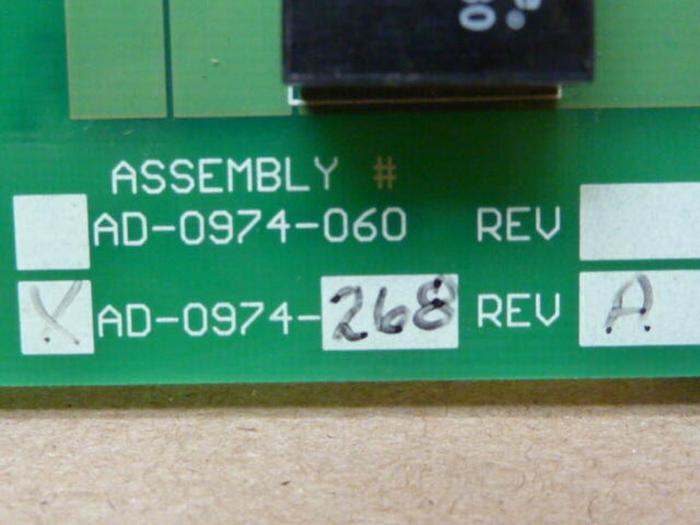 ASSEMBLY #
AD-0974-060 REV
X AD-0974-268 REV A